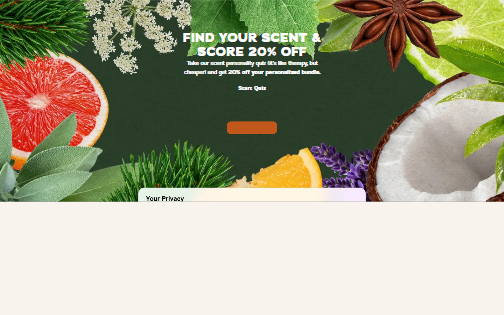 FIND YOUR SCENT &
SCORE 20% OFF
Take our scent personality quiz (it's like therapy, but
cheaper) and get 20% off your personalized bundle.
Scent Quiz
Your Privacy